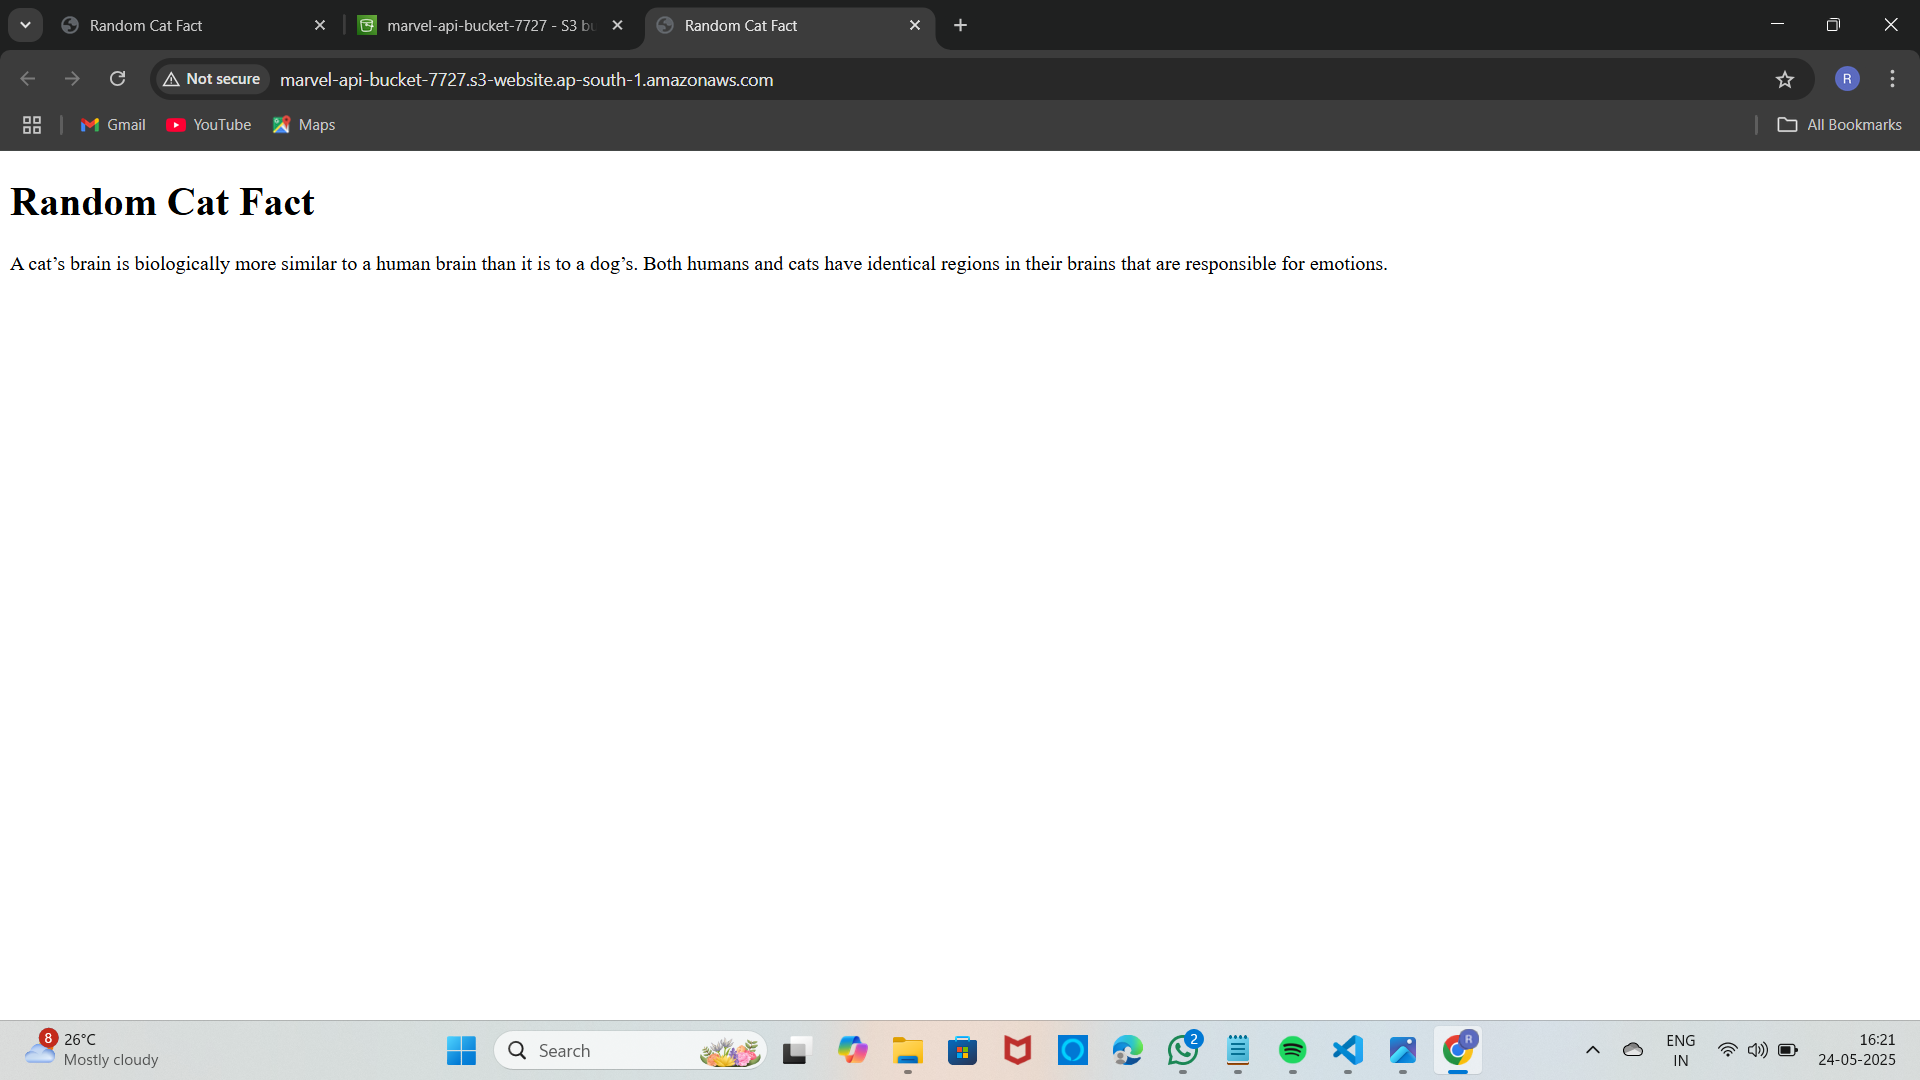 Random Cat Fact
marvel-api-bucket-7727 - S3 bu
Random Cat Fact
Not secure
marvel-api-bucket-7727.s3-website.ap-south-1.amazonaws.com
R
Gmail
YouTube
Maps
All Bookmarks
Random Cat Fact
A cat’s brain is biologically more similar to a human brain than it is to a dog’s. Both humans and cats have identical regions in their brains that are responsible for emotions.
8
26°C
Mostly cloudy
Search
2
R
ENG
IN
16:21
24-05-2025